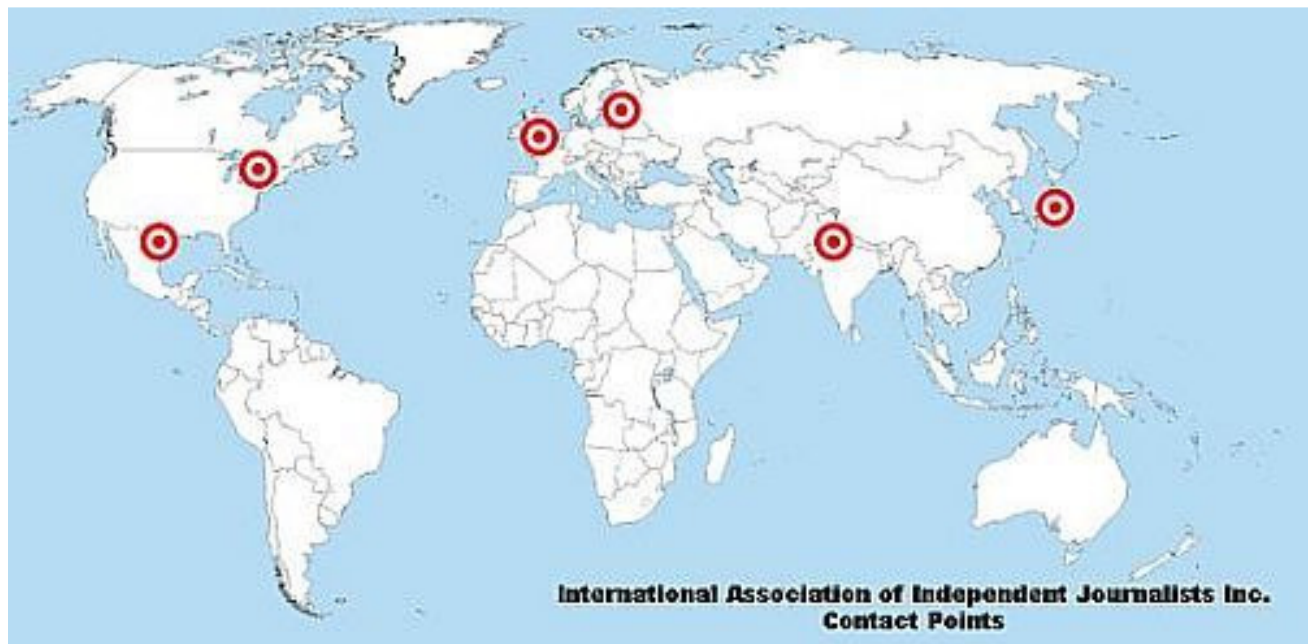 International Association of Independent Journalists Inc.
Contact Points